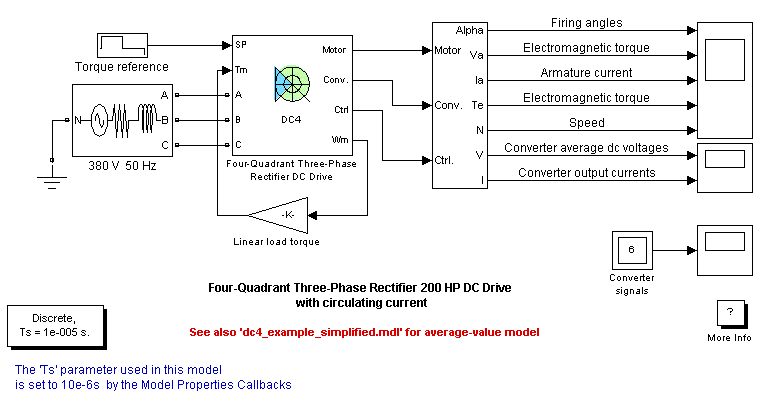 Torque reference
N
A
B
C
380 V  50 Hz
SP
Tm
A
B
C
DC4
Motor
Conv.
Ctrl
Wm
Four-Quadrant Three-Phase
Rectifier DC Drive
-K-
Linear load torque
Motor
Conv.
Ctrl.
Alpha
Va
Ia
Te
N
V
I
Firing angles
Electromagnetic torque
Armature current
Electromagnetic torque
Speed
Converter average dc voltages
Converter output currents
6
Converter
signals
Four-Quadrant Three-Phase Rectifier 200 HP DC Drive
with circulating current
See also 'dc4_example_simplified.mdl' for average-value model
Discrete,
Ts = 1e-005 s.
?
More Info
The 'Ts' parameter used in this model
is set to 10e-6s  by the Model Properties Callbacks